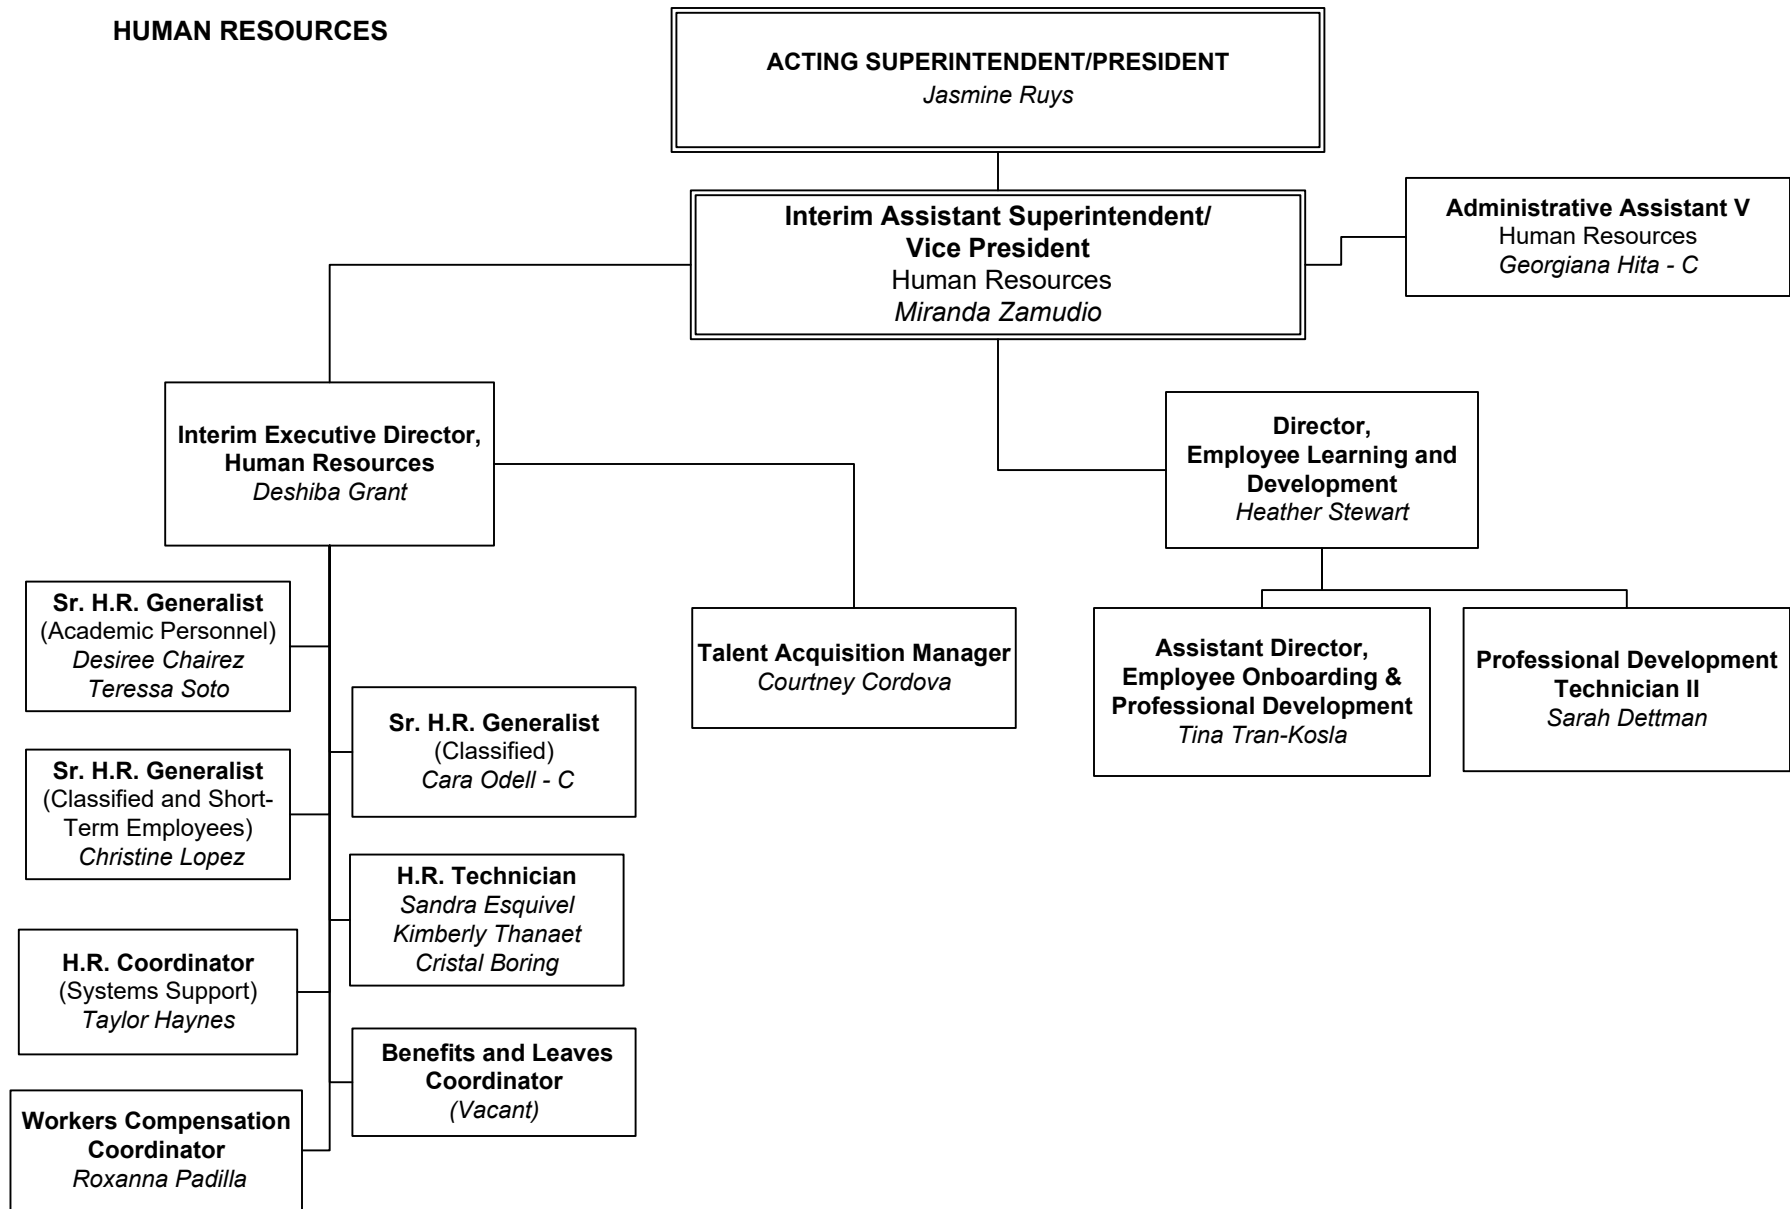 HUMAN RESOURCES
ACTING SUPERINTENDENT/PRESIDENT
Jasmine Ruys
Interim Assistant Superintendent/
Vice President
Human Resources
Miranda Zamudio
Administrative Assistant V
Human Resources
Georgiana Hita - C
Interim Executive Director,
Human Resources
Deshiba Grant
Director,
Employee Learning and
Development
Heather Stewart
Sr. H.R. Generalist
(Academic Personnel)
Desiree Chairez
Teressa Soto
Sr. H.R. Generalist
(Classified)
Cara Odell - C
Talent Acquisition Manager
Courtney Cordova
Assistant Director,
Employee Onboarding &
Professional Development
Tina Tran-Kosla
Professional Development
Technician II
Sarah Dettman
Sr. H.R. Generalist
(Classified and Short-
Term Employees)
Christine Lopez
H.R. Technician
Sandra Esquivel
Kimberly Thanaet
Cristal Boring
H.R. Coordinator
(Systems Support)
Taylor Haynes
Benefits and Leaves
Coordinator
(Vacant)
Workers Compensation
Coordinator
Roxanna Padilla